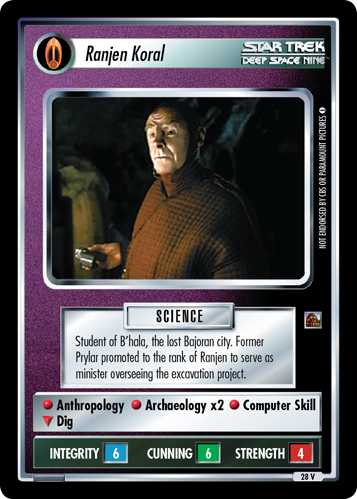 Ranjen Koral
STAR TREK
DEEP SPACE NINE™
NOT ENDORSED BY CBS OR PARAMOUNT PICTURES
SCIENCE
Student of B'hala, the lost Bajoran city. Former
Prylar promoted to the rank of Ranjen to serve as
minister overseeing the excavation project.
Anthropology Archaeology x2 Computer Skill
Dig
INTEGRITY 6 CUNNING 6 STRENGTH 4
28 V